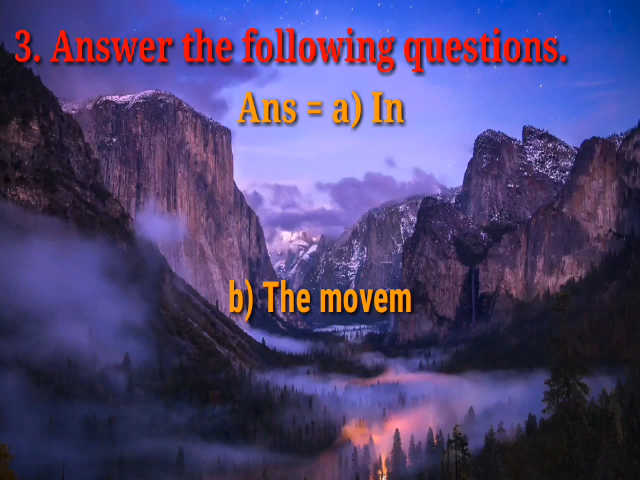 3. Answer the following questions.
Ans = a) In
b) The movem